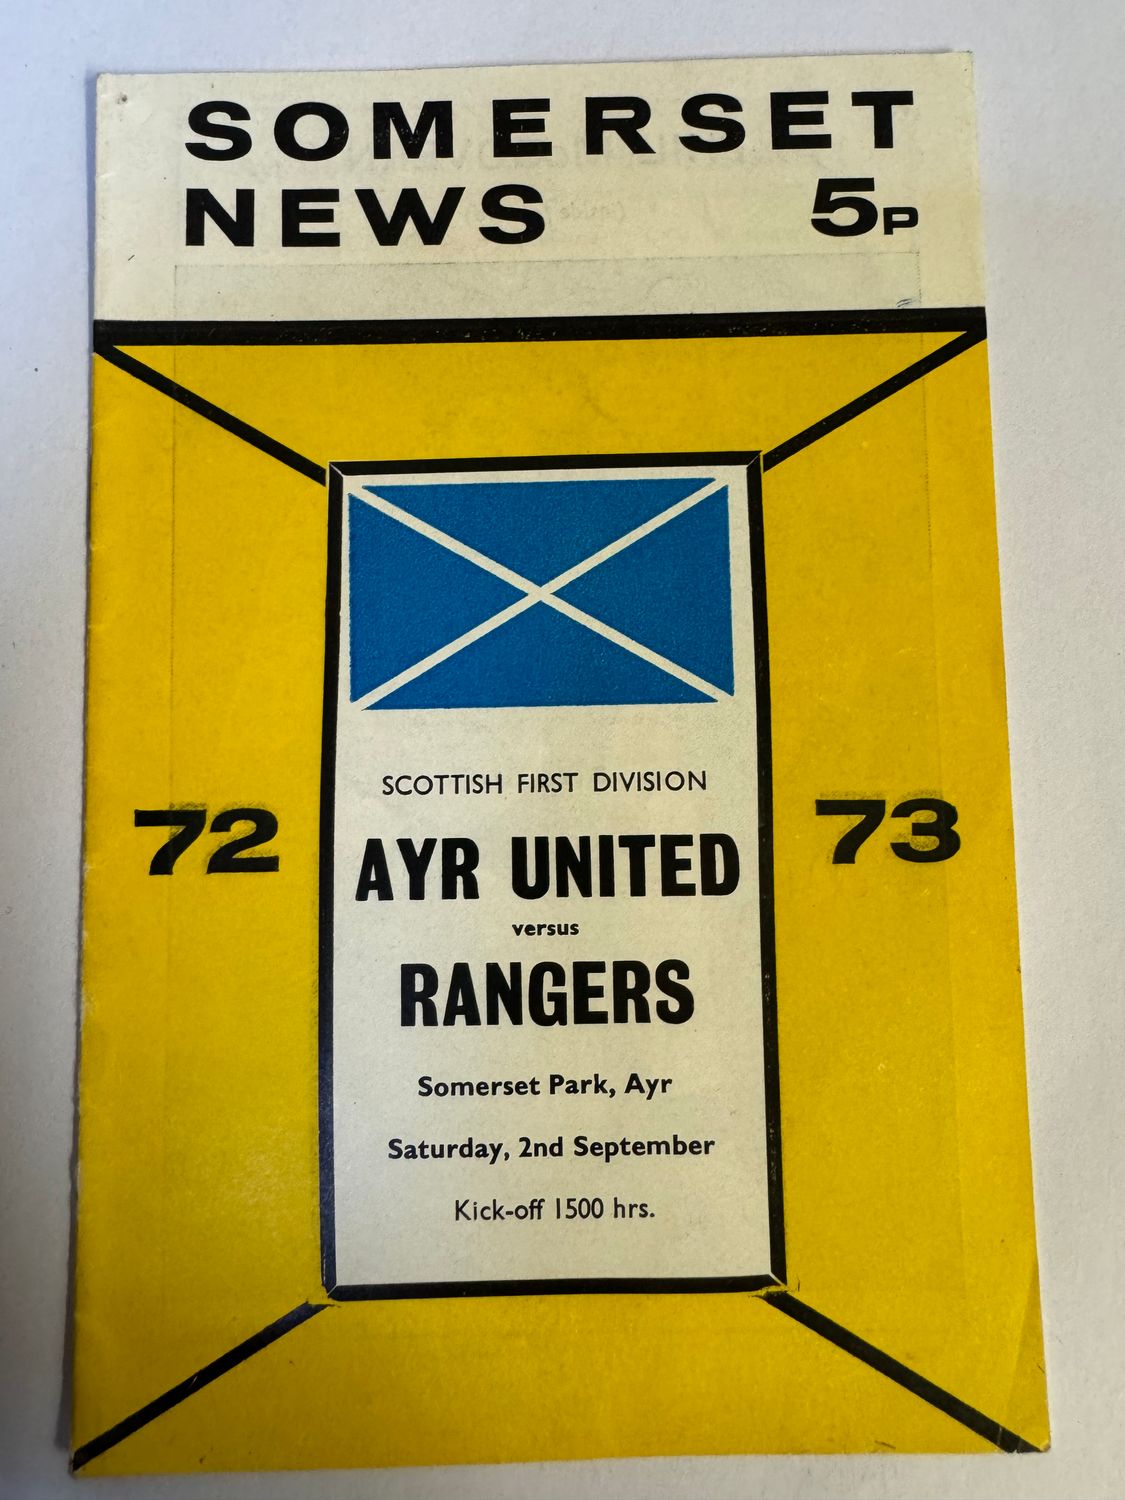 SOMERSET
NEWS 5P
SCOTTISH FIRST DIVISION
72 73
AYR UNITED
versus
RANGERS
Somerset Park, Ayr
Saturday, 2nd September
Kick-off 1500 hrs.